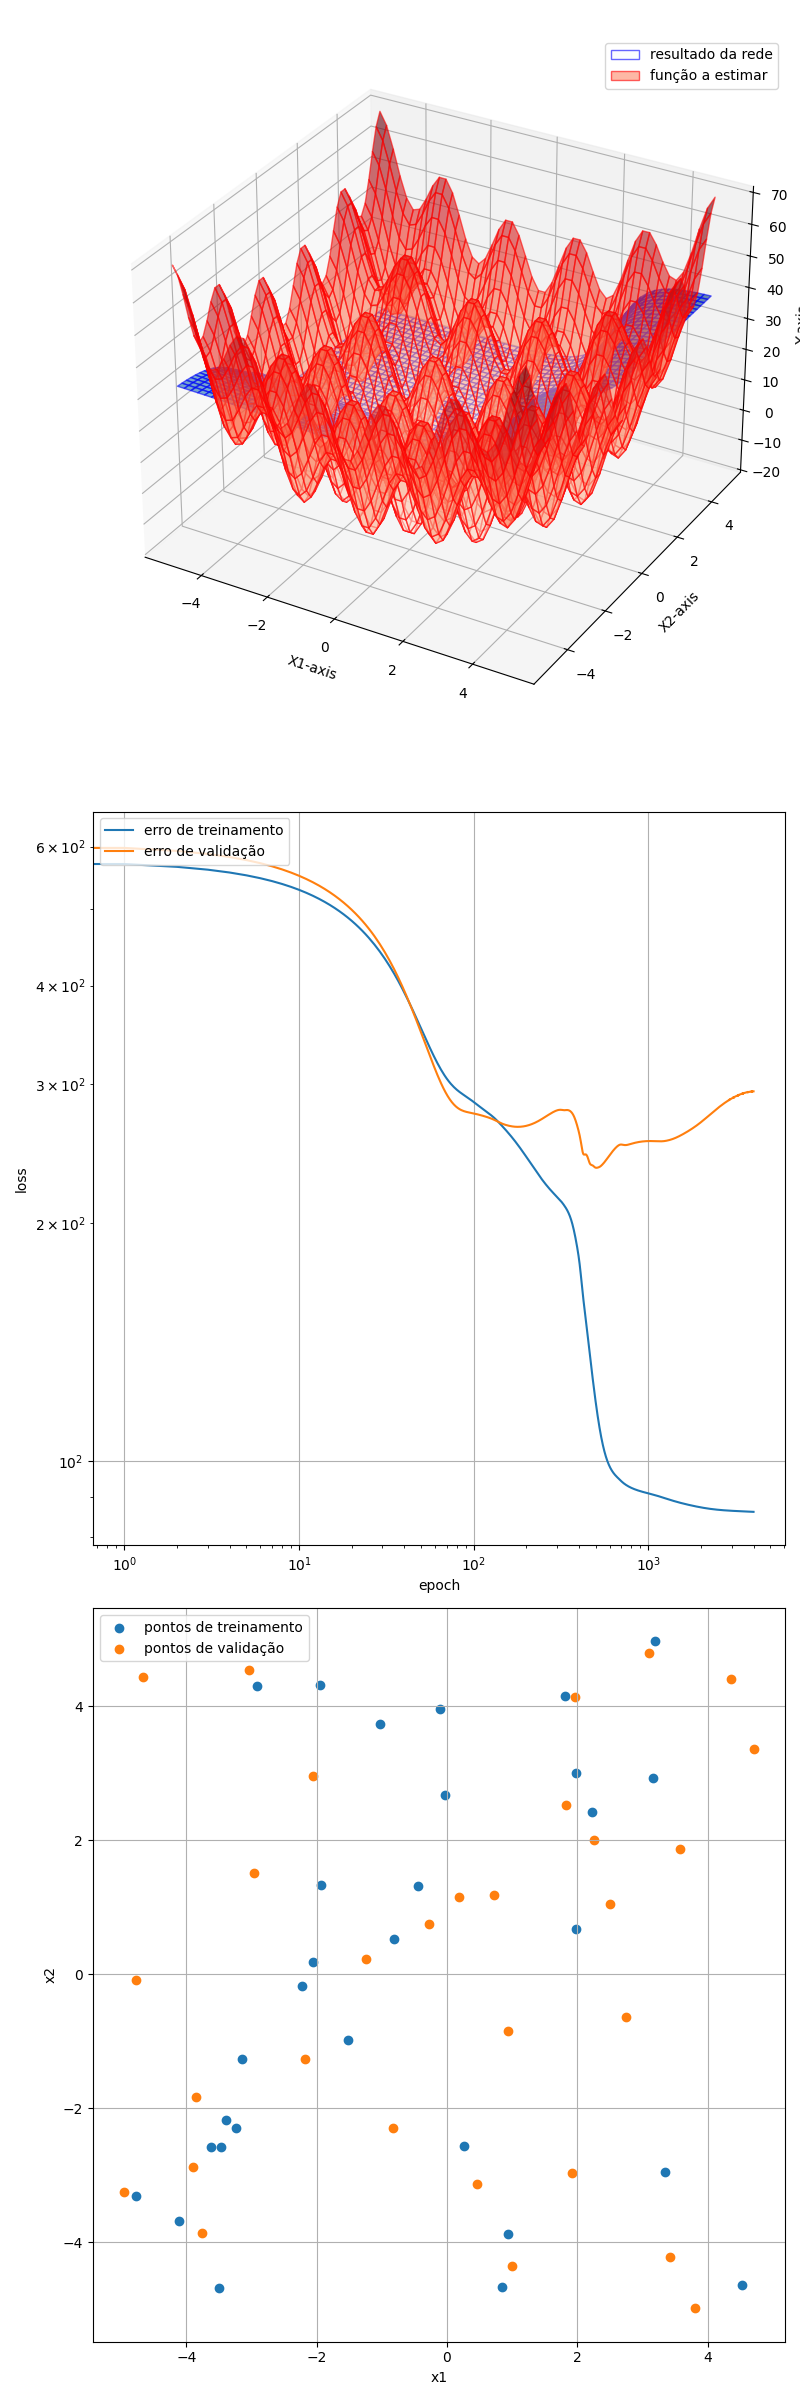 resultado da rede
função a estimar
70
60
50
40
30
20
10
0
−10
−20
−4
−2
0
2
4
X1-axis
−4
−2
0
2
4
X2-axis
erro de treinamento
erro de validação
6 × 10²
4 × 10²
3 × 10²
2 × 10²
10²
loss
10⁰
10¹
10²
10³
epoch
pontos de treinamento
pontos de validação
4
2
0
−2
−4
x2
−4
−2
0
2
4
x1